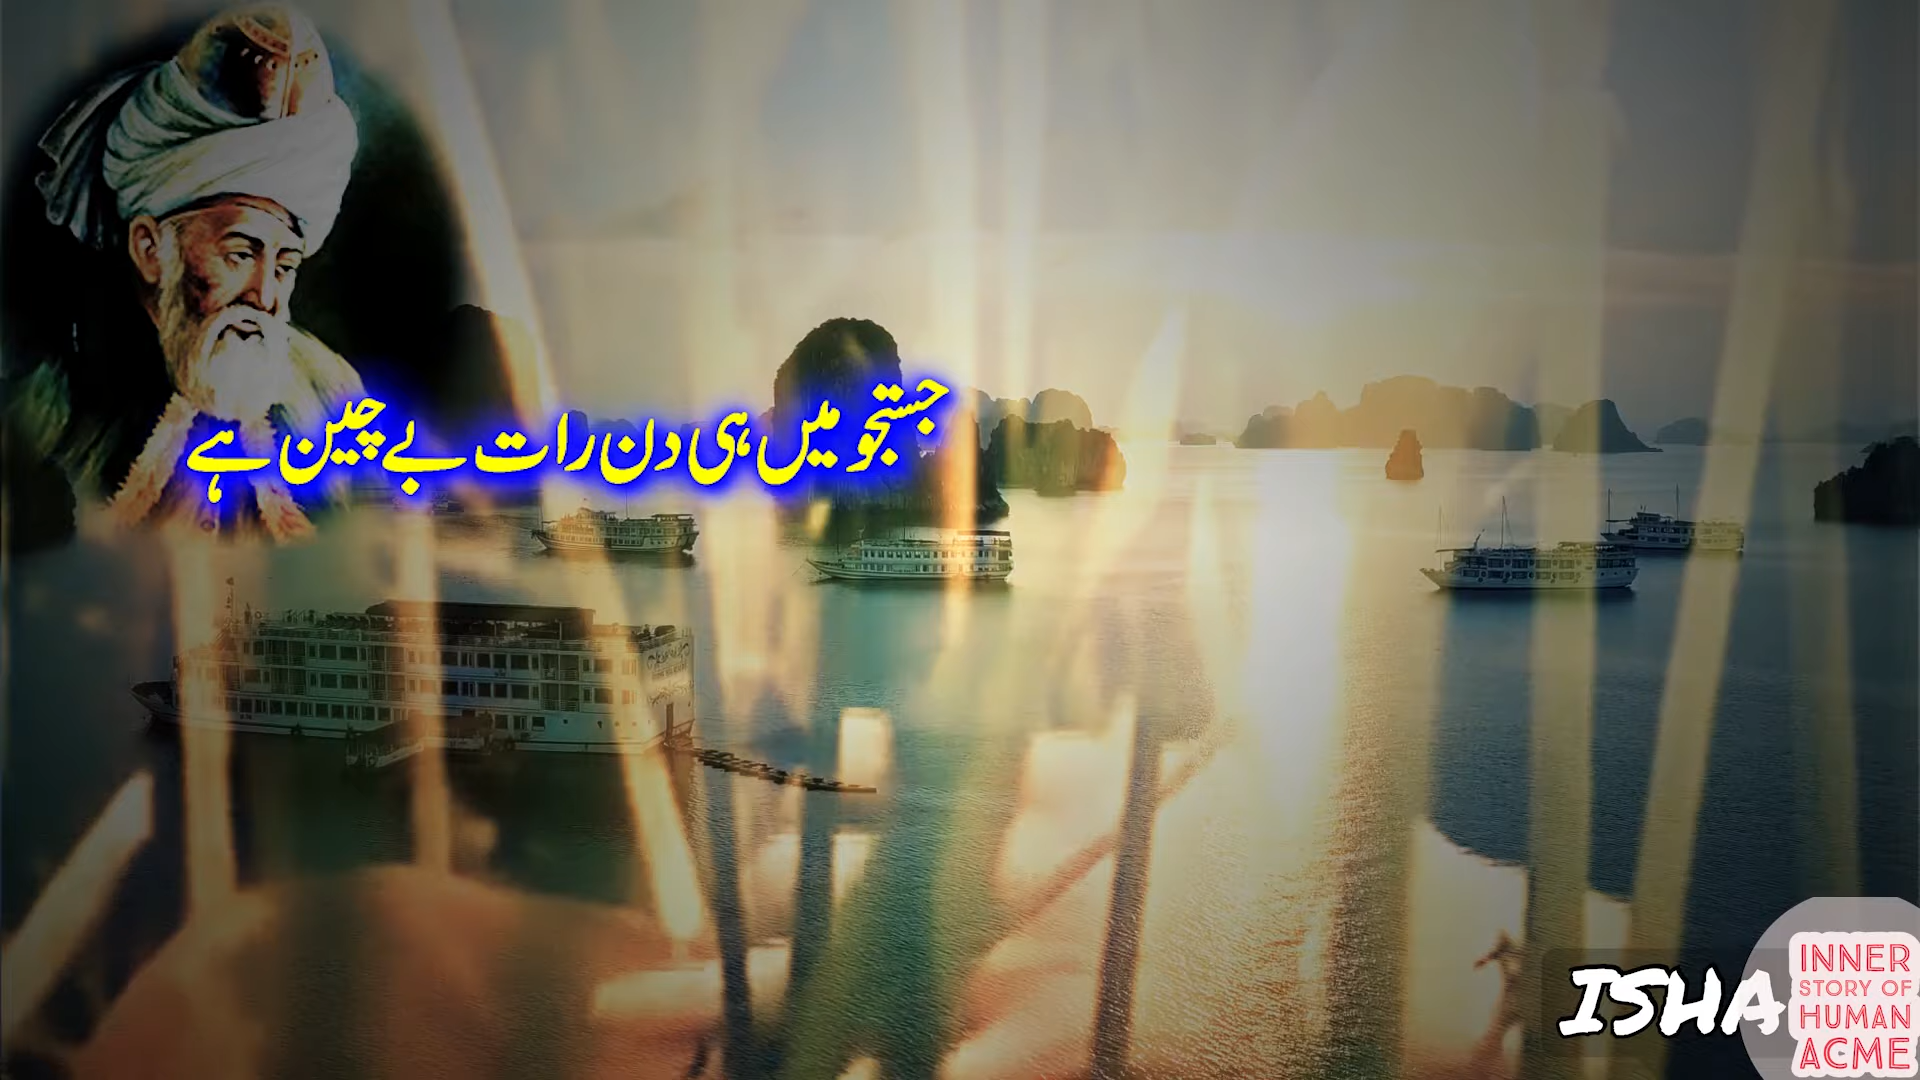 جستجو میں ہی دن رات بے چین ہے
ISHA
INNER
STORY OF
HUMAN
ACME